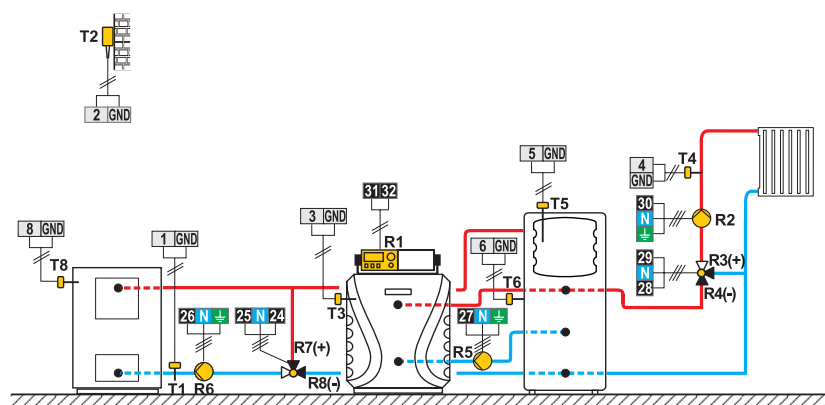 T2
2 GND
5 GND
4 T4
GND
31 32
30
N
R2
8 GND
1 GND
3 GND
T5
6 GND
R1
29
N
28
R3(+)
R4(-)
T8
T6
T3
26 N
25 N 24
27 N
R7(+)
R5
T1 R6
R8(-)